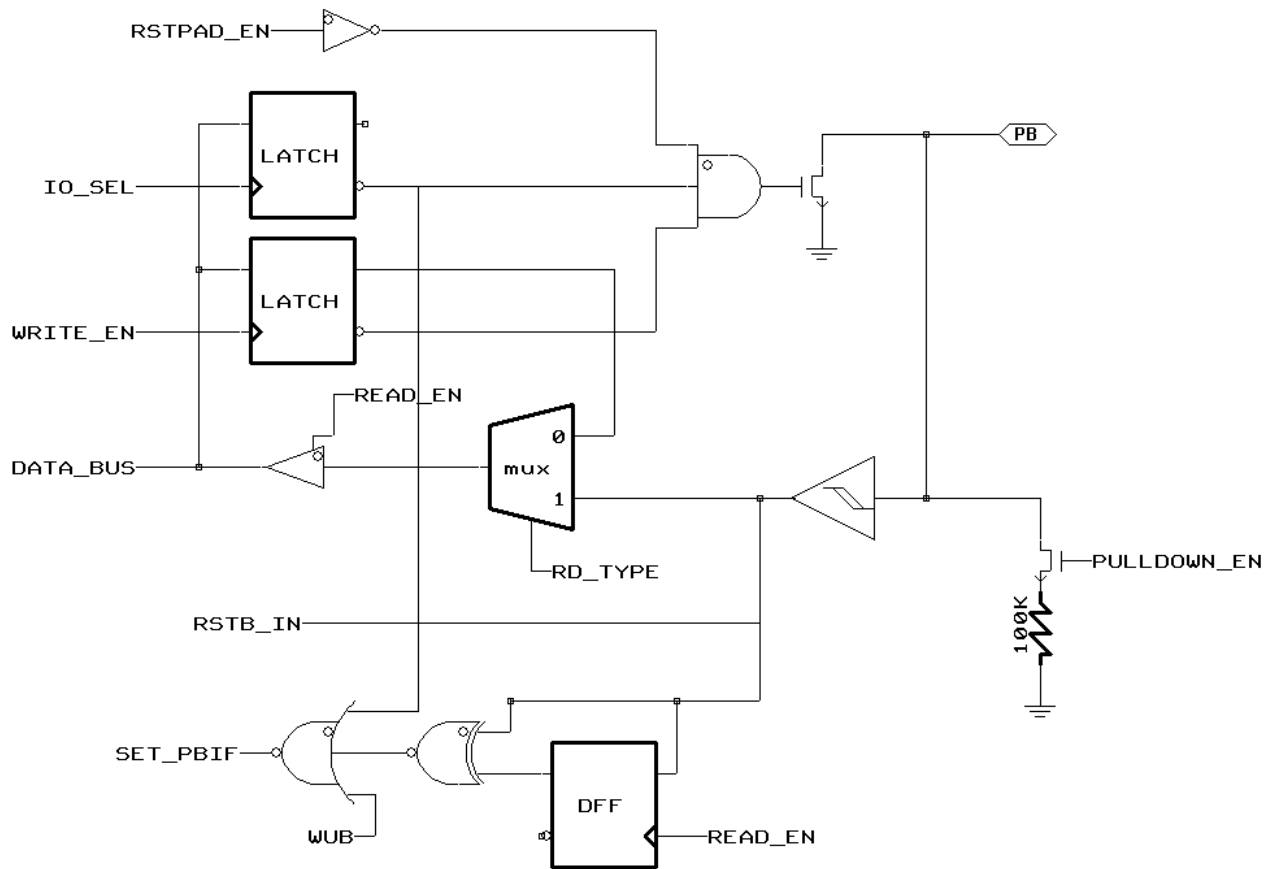 RSTPAD_EN
PB
LATCH
IO_SEL
LATCH
WRITE_EN
READ_EN
0
mux
DATA_BUS
1
PULLDOWN_EN
RD_TYPE
100K
RSTB_IN
SET_PBIF
DFF
WUB
READ_EN